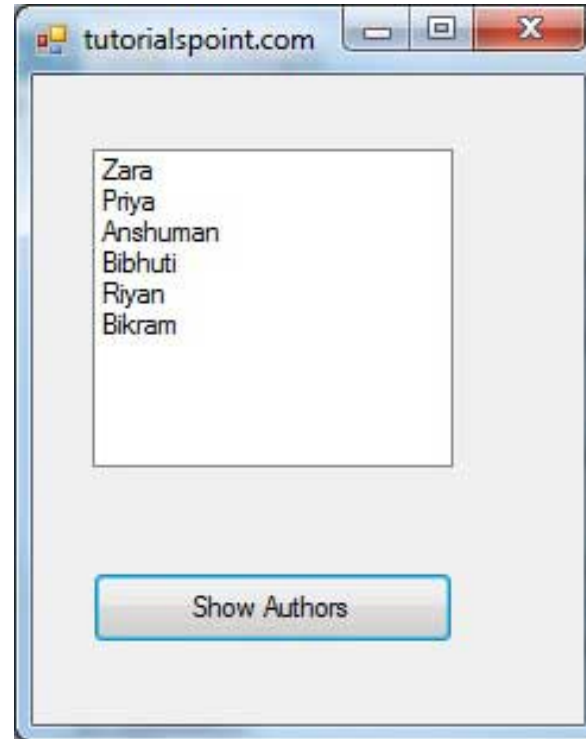 tutorialspoint.com
Zara
Priya
Anshuman
Bibhuti
Riyan
Bikram
Show Authors